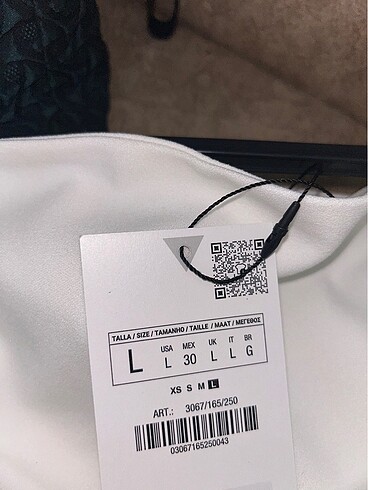 TALLA / SIZE / TAMANHO / TAILLE / MAAT / ΜΕΓΕΘΟΣ
L USA L MEX 30 UK L IT L BR G
XS S M L
ART.: 3067/165/250
03067165250043